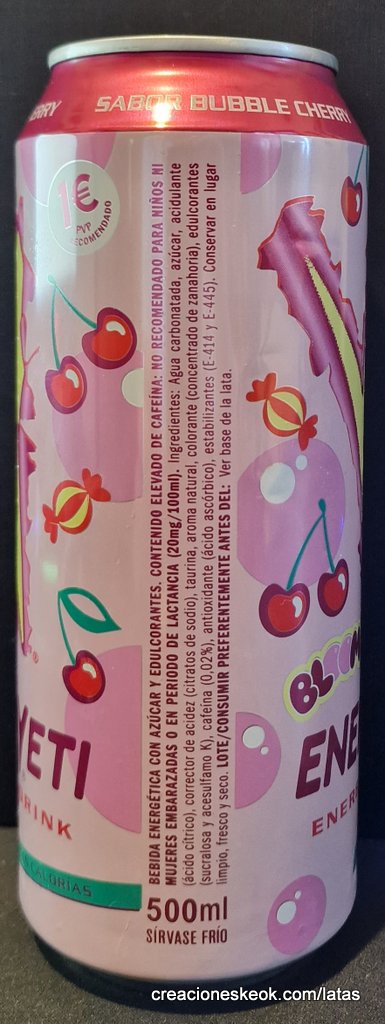 ERRY
SABOR BUBBLE CHERRY
1€
PVP
RECOMENDADO
BEBIDA ENERGÉTICA CON AZÚCAR Y EDULCORANTES. CONTENIDO ELEVADO DE CAFEÍNA: NO RECOMENDADO PARA NIÑOS NI
MUJERES EMBARAZADAS O EN PERIODO DE LACTANCIA (20mg/100ml). Ingredientes: Agua carbonatada, azúcar, acidulante
(ácido cítrico), corrector de acidez (citratos de sodio), taurina, aroma natural, colorante (concentrado de zanahoria), edulcorantes
(sucralosa y acesulfamo K), cafeína (0,02%), antioxidante (ácido ascórbico), estabilizantes (E-414 y E-445). Conservar en lugar
limpio, fresco y seco. LOTE/CONSUMIR PREFERENTEMENTE ANTES DEL: Ver base de la lata.
YETI
RINK
CALORIAS
BLOOM
ENE
ENER
500ml
SÍRVASE FRÍO
creacioneskeok.com/latas